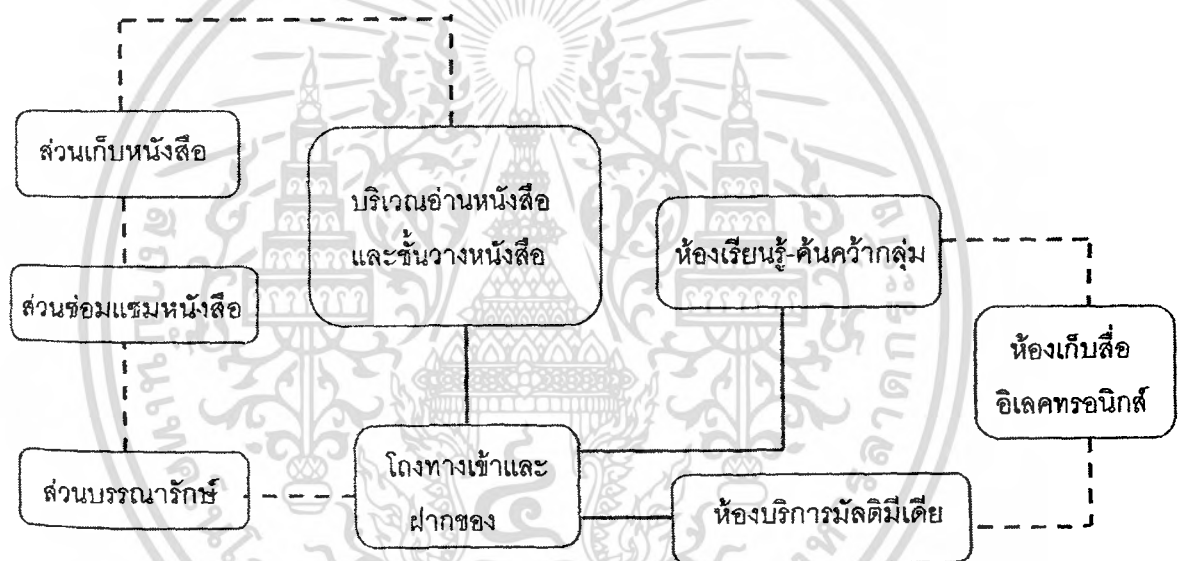 ส่วนเก็บหนังสือ
บริเวณอ่านหนังสือ
และชั้นวางหนังสือ
ห้องเรียนรู้-ค้นคว้ากลุ่ม
ส่วนซ่อมแซมหนังสือ
ห้องเก็บสื่อ
อิเลคทรอนิกส์
ส่วนบรรณารักษ์
โถงทางเข้าและ
ฝากของ
ห้องบริการมัลติมีเดีย